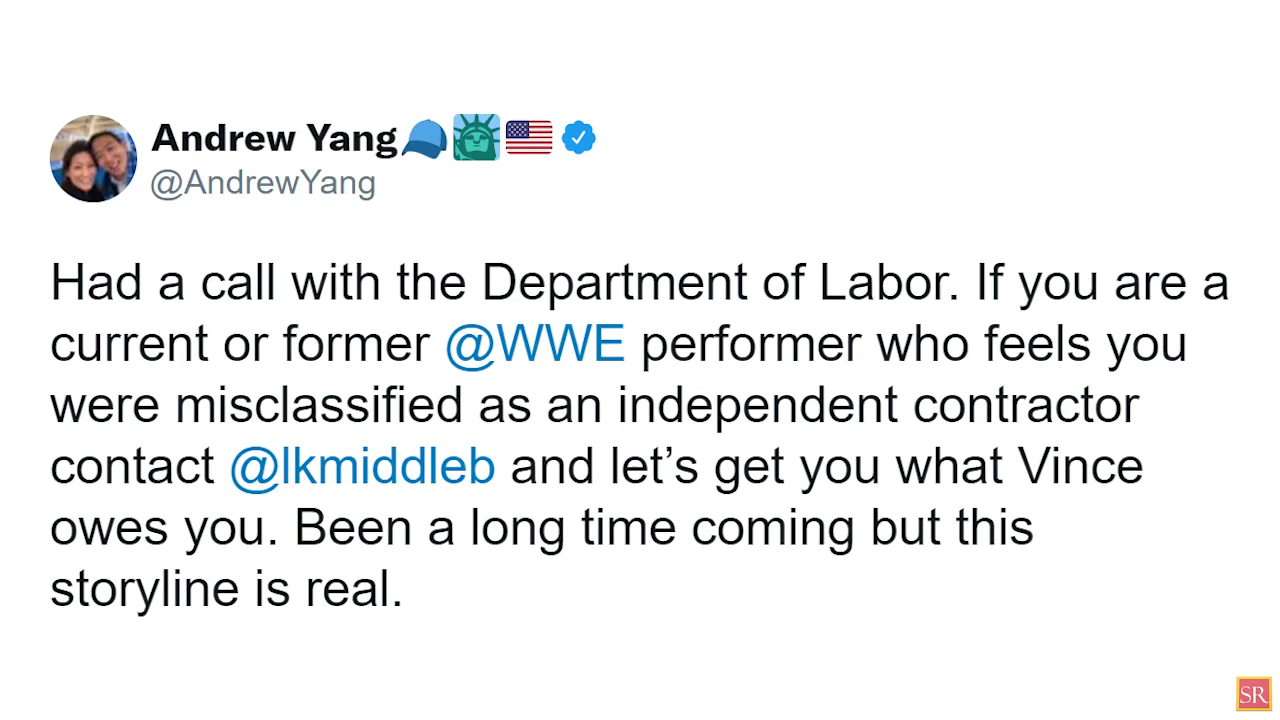 Andrew Yang🧢🗽🇺🇸
@AndrewYang
Had a call with the Department of Labor. If you are a
current or former @WWE performer who feels you
were misclassified as an independent contractor
contact @lkmiddleb and let’s get you what Vince
owes you. Been a long time coming but this
storyline is real.
SR